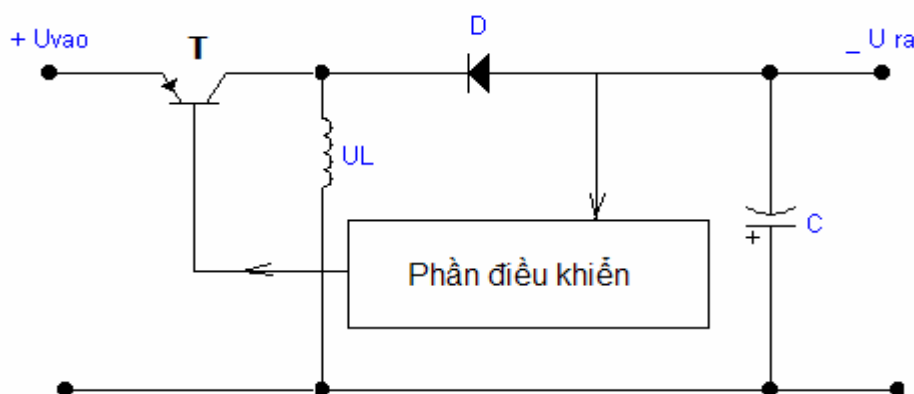 + Uvao
T
D
_ U ra
UL
C
+
Phần điều khiển